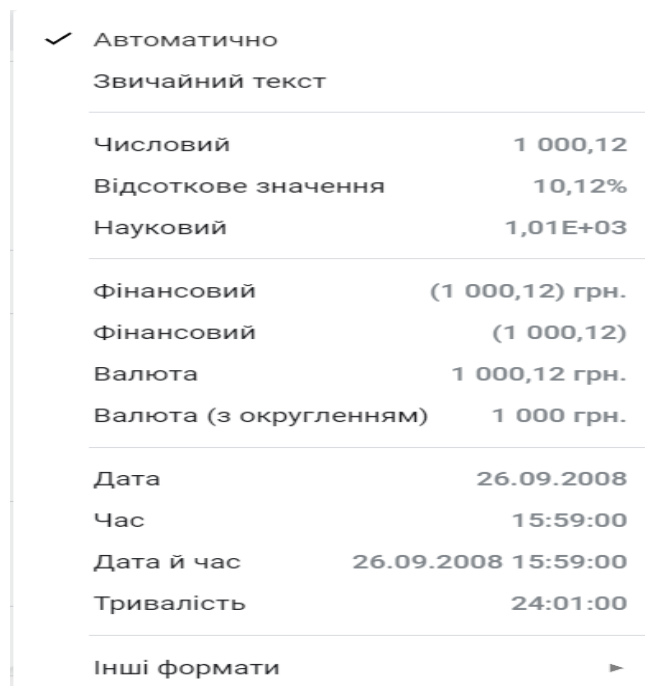 Автоматично
Звичайний текст
Числовий 1 000,12
Відсоткове значення 10,12%
Науковий 1,01E+03
Фінансовий (1 000,12) грн.
Фінансовий (1 000,12)
Валюта 1 000,12 грн.
Валюта (з округленням) 1 000 грн.
Дата 26.09.2008
Час 15:59:00
Дата й час 26.09.2008 15:59:00
Тривалість 24:01:00
Інші формати